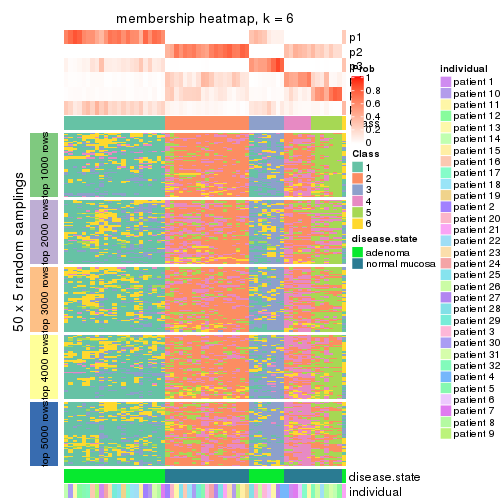 membership heatmap, k = 6
p1
p2
p3
Prob
1
0.8
0.6
0.4
0.2
0
Class
1
2
3
4
5
6
disease.state
adenoma
normal mucosa
individual
patient 1
patient 10
patient 11
patient 12
patient 13
patient 14
patient 15
patient 16
patient 17
patient 18
patient 19
patient 2
patient 20
patient 21
patient 22
patient 23
patient 24
patient 25
patient 26
patient 27
patient 28
patient 29
patient 3
patient 30
patient 31
patient 32
patient 4
patient 5
patient 6
patient 7
patient 8
patient 9
50 x 5 random samplings
top 1000 rows
top 2000 rows
top 3000 rows
top 4000 rows
top 5000 rows
disease.state
individual